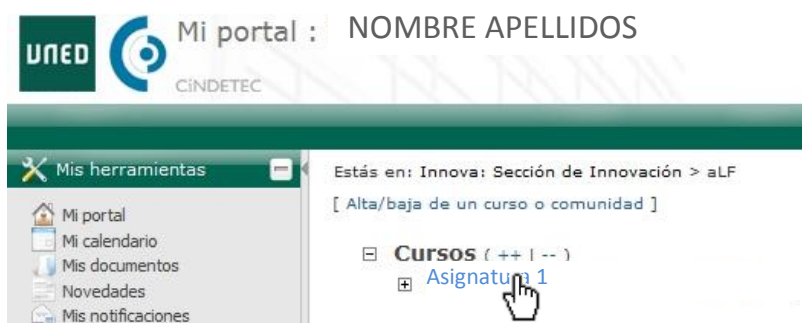 UNED
Mi portal : NOMBRE APELLIDOS
CiNDETEC
Mis herramientas
Mi portal
Mi calendario
Mis documentos
Novedades
Mis notificaciones
Estás en: Innova: Sección de Innovación > aLF
[ Alta/baja de un curso o comunidad ]
Cursos ( ++ | -- )
Asignatura 1